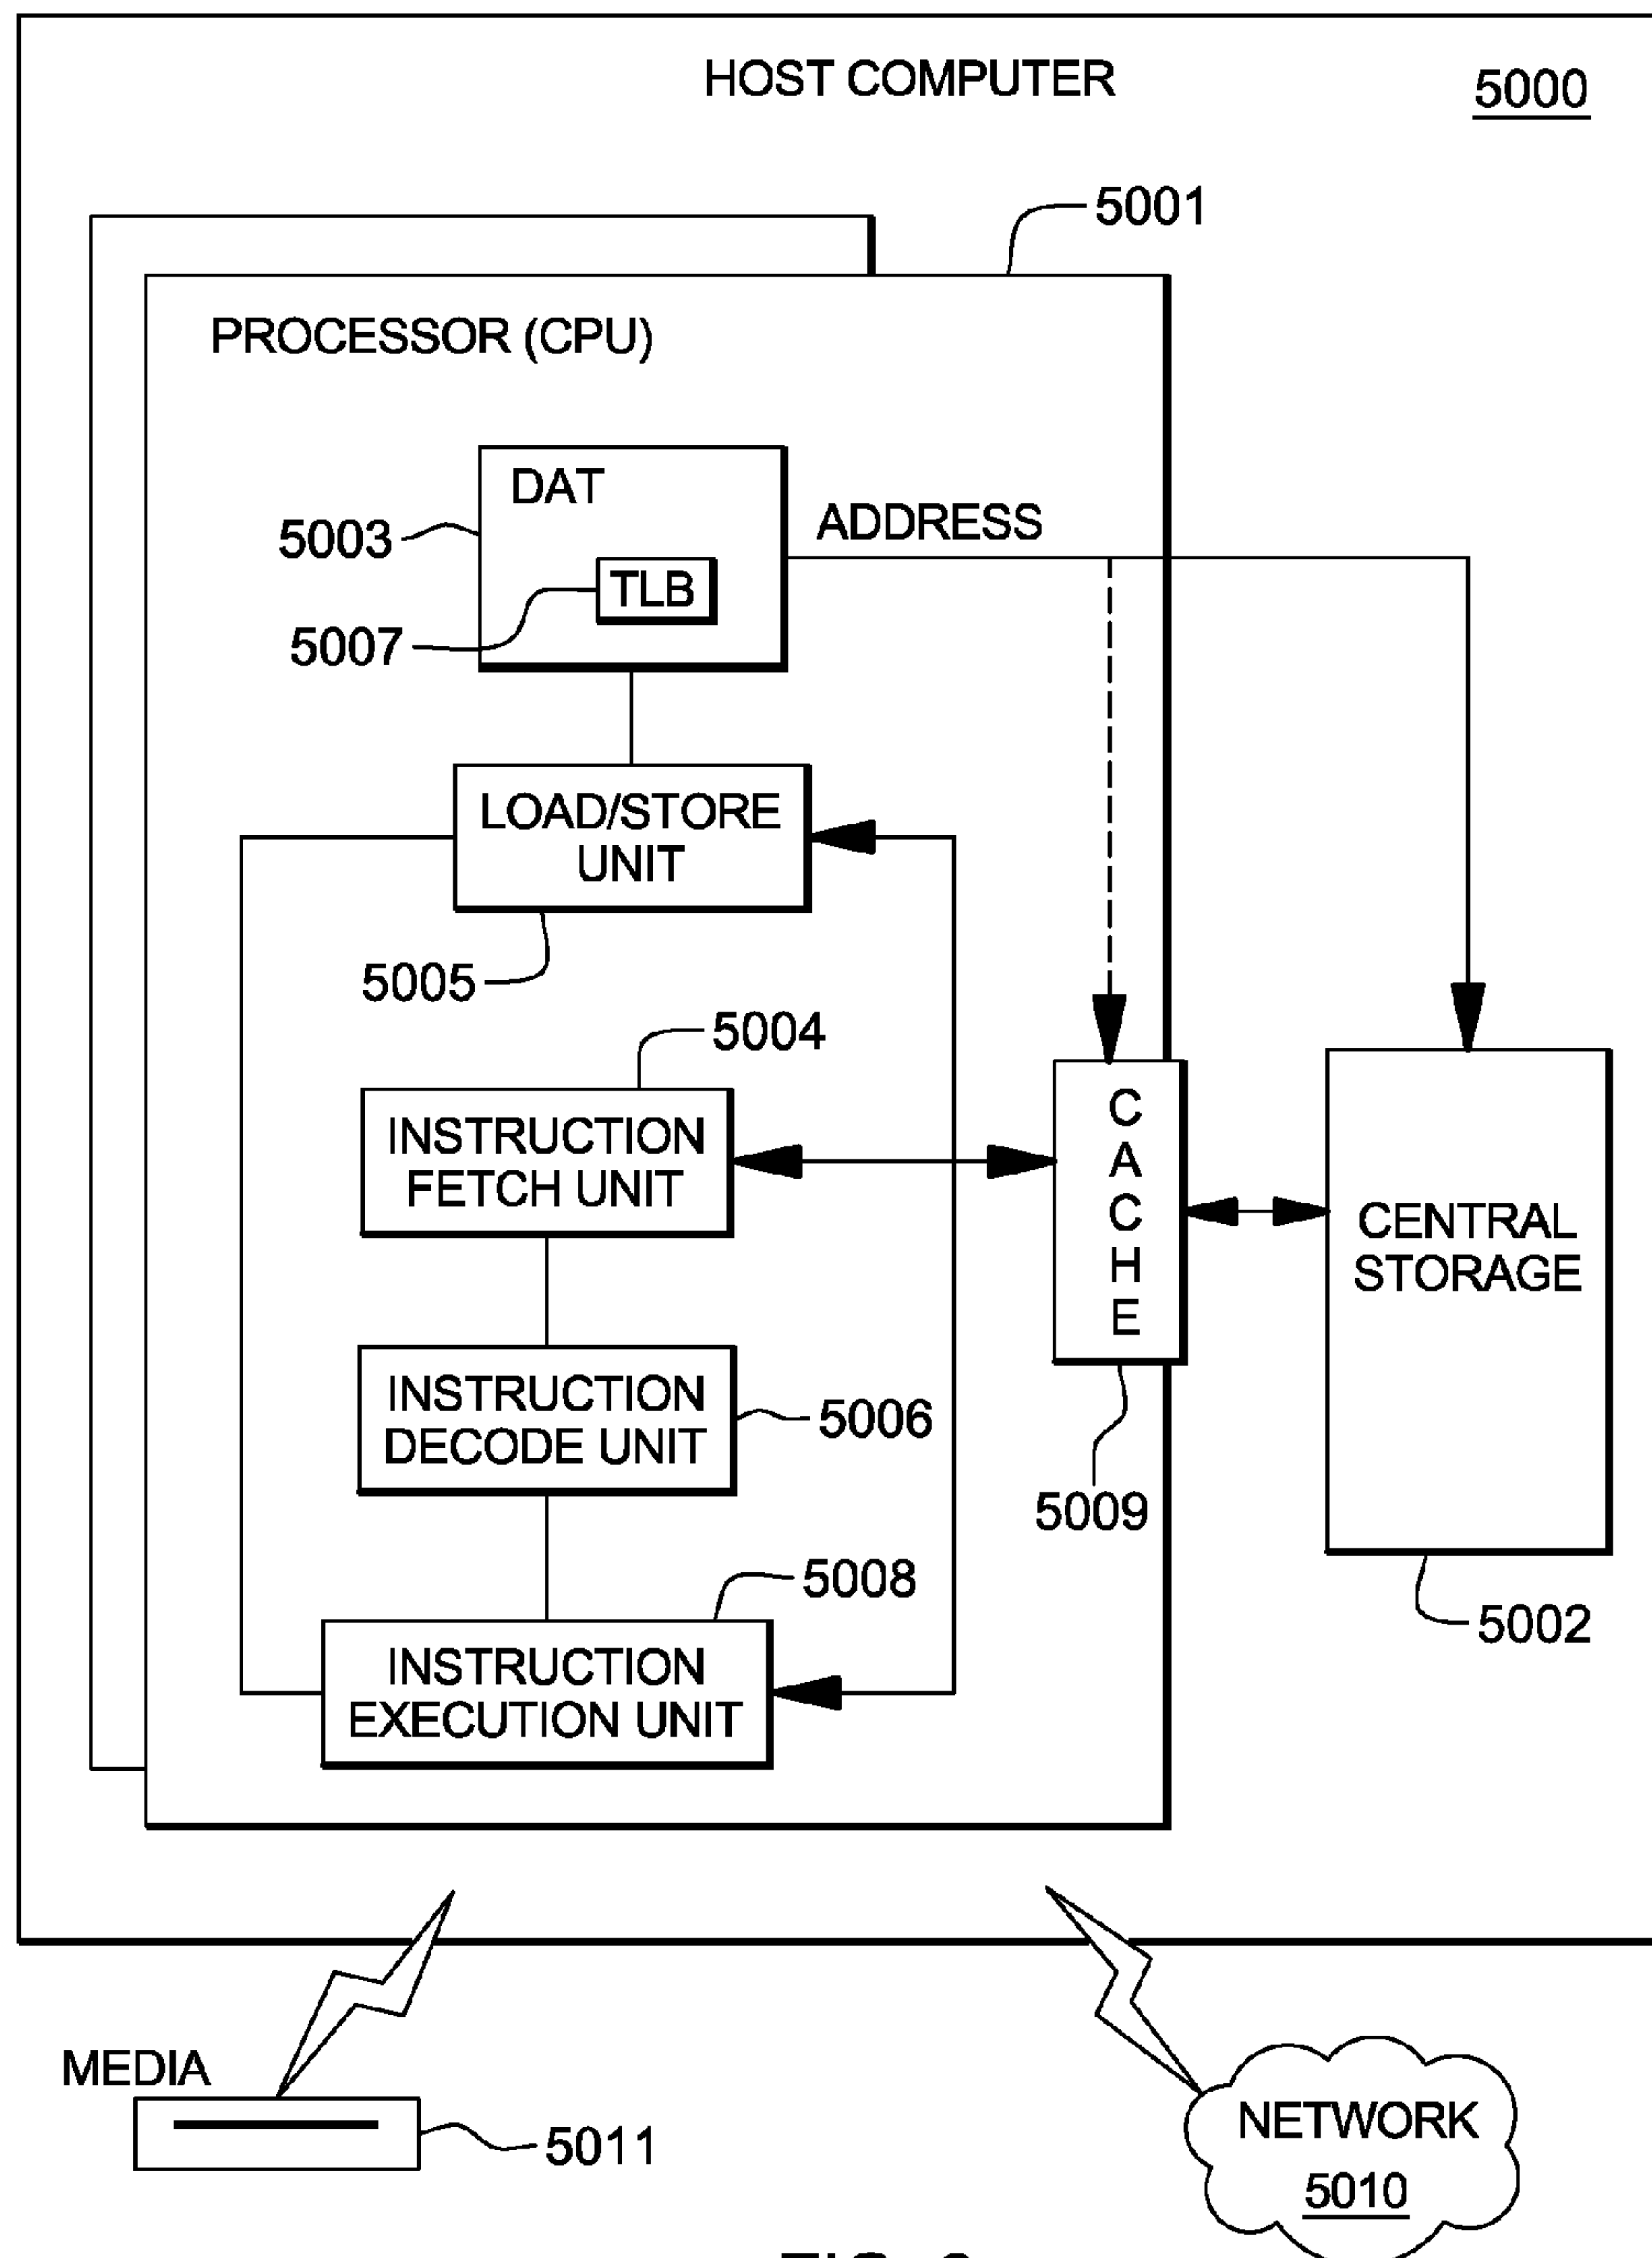 HOST COMPUTER
5000
5001
PROCESSOR (CPU)
DAT
5003
ADDRESS
TLB
5007
LOAD/STORE
UNIT
5005
5004
INSTRUCTION
FETCH UNIT
CACHE
CENTRAL
STORAGE
INSTRUCTION
DECODE UNIT
5006
5009
5008
5002
INSTRUCTION
EXECUTION UNIT
MEDIA
5011
NETWORK
5010